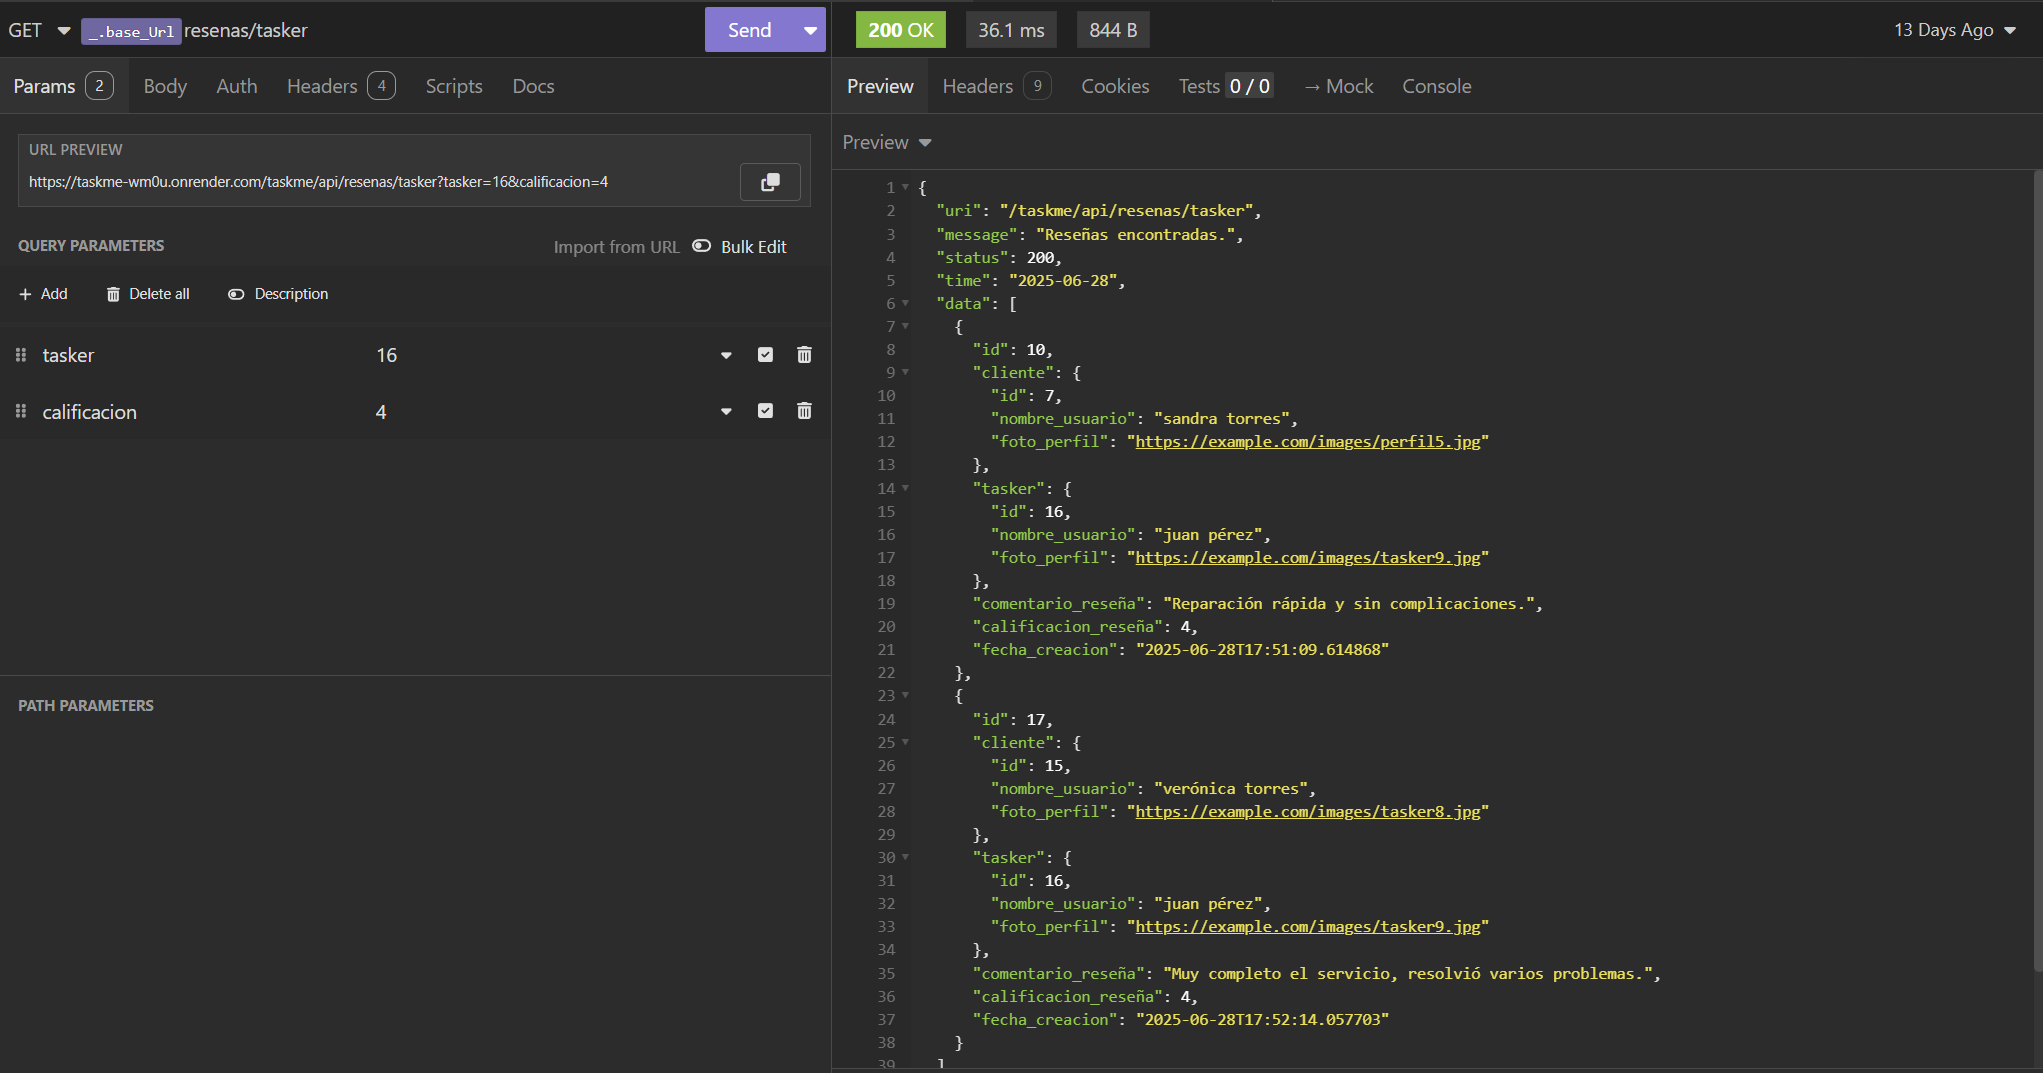 GET _.base_Url resenas/tasker Send
200 OK 36.1 ms 844 B 13 Days Ago
Params 2 Body Auth Headers 4 Scripts Docs
Preview Headers 9 Cookies Tests 0 / 0 → Mock Console
URL PREVIEW
https://taskme-wm0u.onrender.com/taskme/api/resenas/tasker?tasker=16&calificacion=4
QUERY PARAMETERS Import from URL Bulk Edit
+ Add Delete all Description
tasker 16
calificacion 4
PATH PARAMETERS
Preview
1 {
2 "uri": "/taskme/api/resenas/tasker",
3 "message": "Reseñas encontradas.",
4 "status": 200,
5 "time": "2025-06-28",
6 "data": [
7 {
8 "id": 10,
9 "cliente": {
10 "id": 7,
11 "nombre_usuario": "sandra torres",
12 "foto_perfil": "https://example.com/images/perfil5.jpg"
13 },
14 "tasker": {
15 "id": 16,
16 "nombre_usuario": "juan pérez",
17 "foto_perfil": "https://example.com/images/tasker9.jpg"
18 },
19 "comentario_reseña": "Reparación rápida y sin complicaciones.",
20 "calificacion_reseña": 4,
21 "fecha_creacion": "2025-06-28T17:51:09.614868"
22 },
23 {
24 "id": 17,
25 "cliente": {
26 "id": 15,
27 "nombre_usuario": "verónica torres",
28 "foto_perfil": "https://example.com/images/tasker8.jpg"
29 },
30 "tasker": {
31 "id": 16,
32 "nombre_usuario": "juan pérez",
33 "foto_perfil": "https://example.com/images/tasker9.jpg"
34 },
35 "comentario_reseña": "Muy completo el servicio, resolvió varios problemas.",
36 "calificacion_reseña": 4,
37 "fecha_creacion": "2025-06-28T17:52:14.057703"
38 }
39 ]